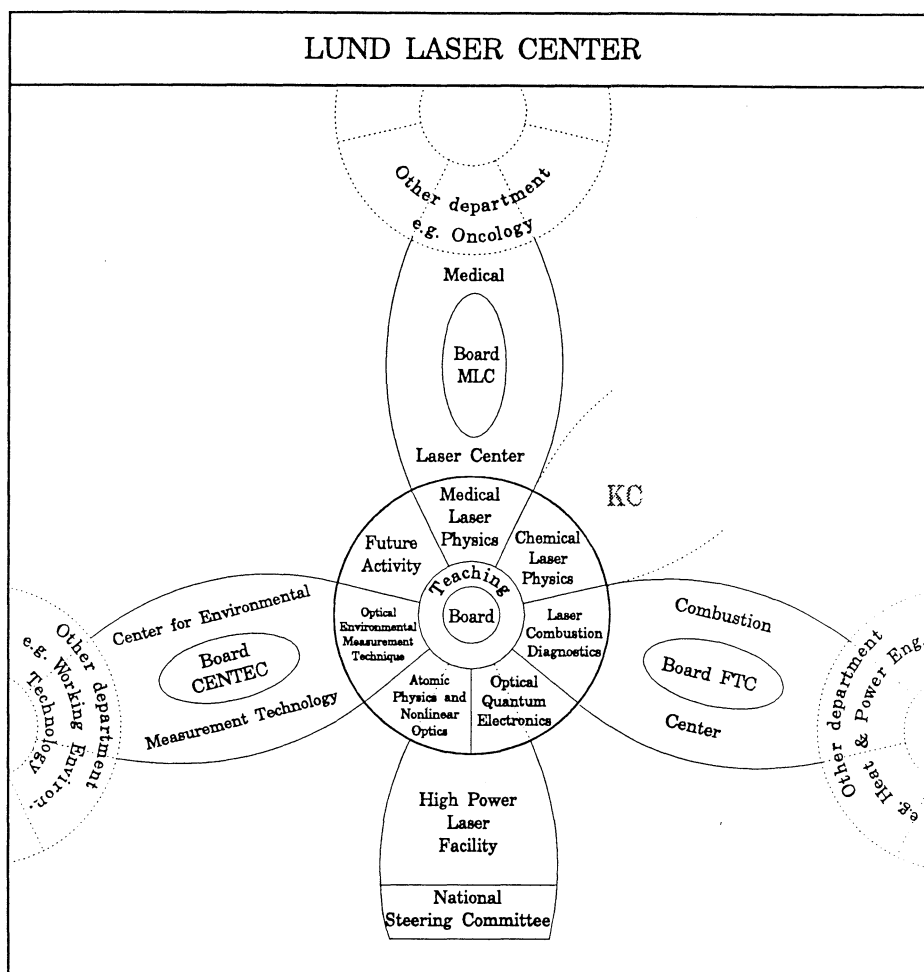 LUND LASER CENTER
Other department
e.g. Oncology
Medical
Board
MLC
Laser Center
KC
Medical
Laser
Physics
Future
Activity
Chemical
Laser
Physics
Teaching
Board
Optical
Environmental
Measurement
Technique
Laser
Combustion
Diagnostics
Atomic
Physics and
Nonlinear
Optics
Optical
Quantum
Electronics
Center for Environmental
Board
CENTEC
Measurement Technology
Other department
e.g. Working Environ.
Technology
Combustion
Board FTC
Center
Other department
e.g. Heat & Power Eng.
High Power
Laser
Facility
National
Steering Committee